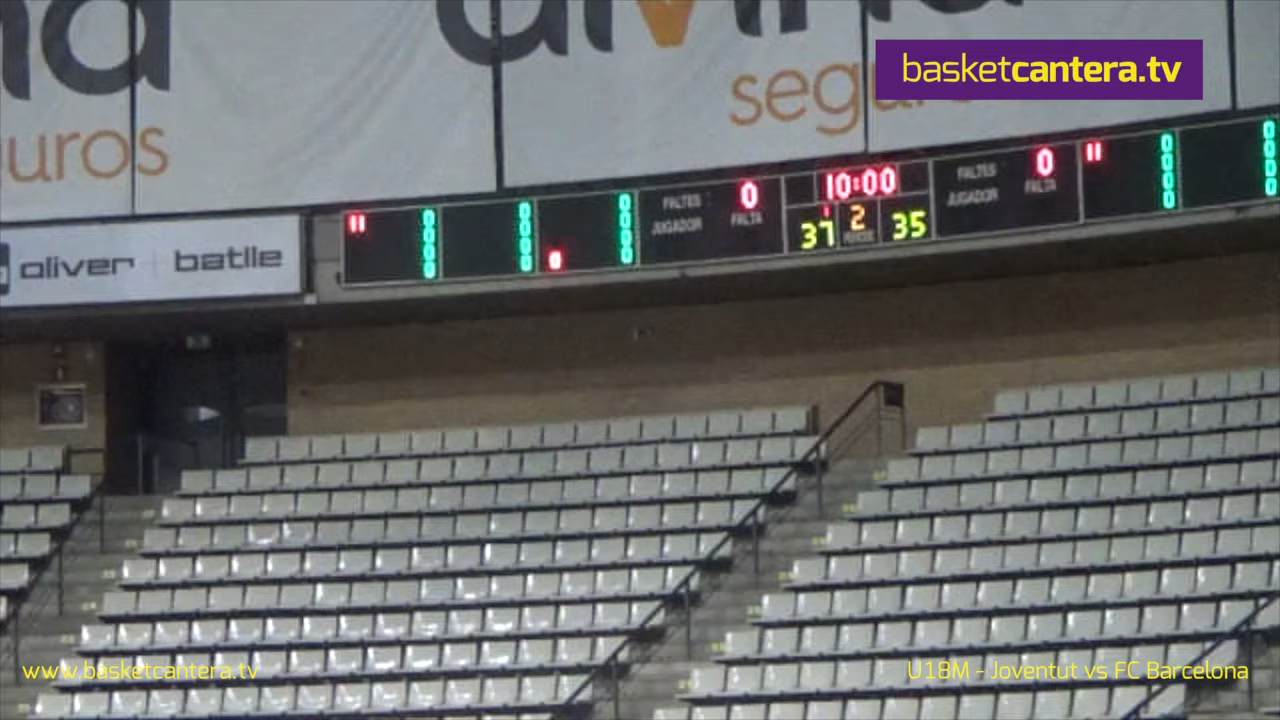 basketcantera.tv
seguros
uros
oliver batlle
FALTES 0
JUGADOR FALTA
10:00
37 2 35
FALTES 0
JUGADOR FALTA
www.basketcantera.tv
U18M - Joventut vs FC Barcelona